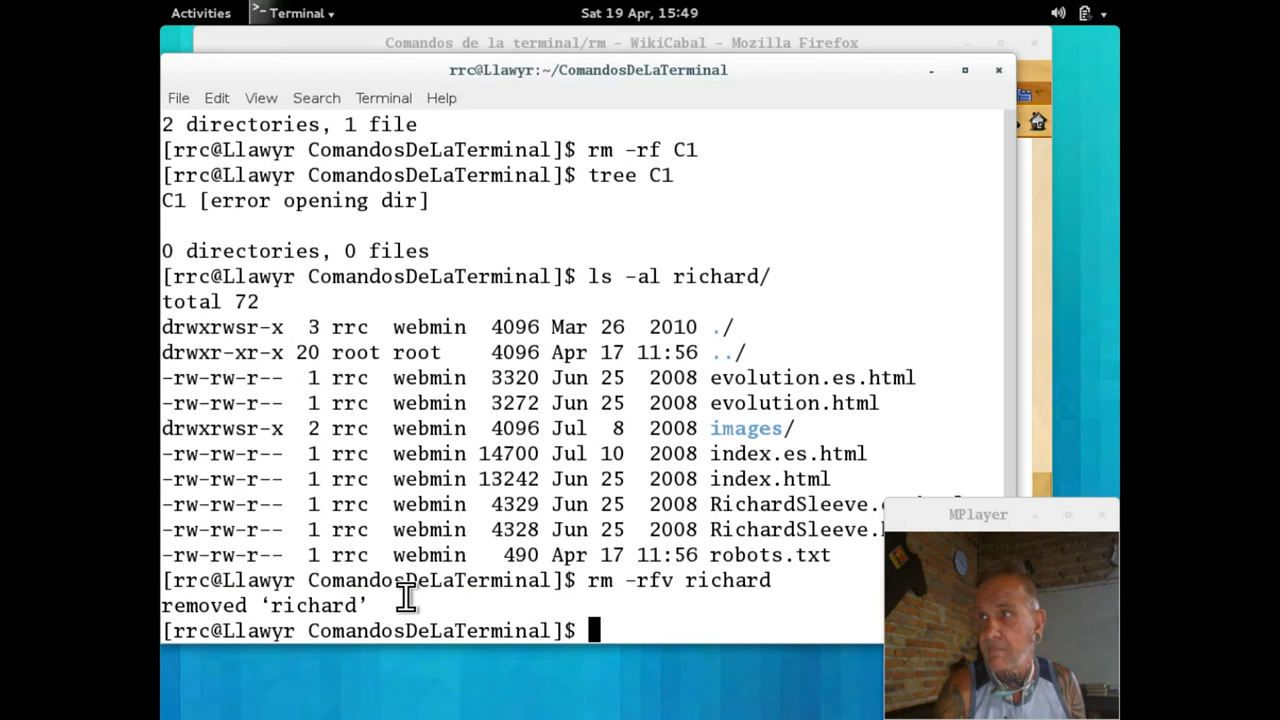 Activities
Terminal
Sat 19 Apr, 15:49
Comandos de la terminal/rm - WikiCabal - Mozilla Firefox
rrc@Llawyr:~/ComandosDeLaTerminal
File Edit View Search Terminal Help
2 directories, 1 file
[rrc@Llawyr ComandosDeLaTerminal]$ rm -rf C1
[rrc@Llawyr ComandosDeLaTerminal]$ tree C1
C1 [error opening dir]
0 directories, 0 files
[rrc@Llawyr ComandosDeLaTerminal]$ ls -al richard/
total 72
drwxrwsr-x 3 rrc webmin 4096 Mar 26 2010 ./
drwxr-xr-x 20 root root 4096 Apr 17 11:56 ../
-rw-rw-r-- 1 rrc webmin 3320 Jun 25 2008 evolution.es.html
-rw-rw-r-- 1 rrc webmin 3272 Jun 25 2008 evolution.html
drwxrwsr-x 2 rrc webmin 4096 Jul 8 2008 images/
-rw-rw-r-- 1 rrc webmin 14700 Jul 10 2008 index.es.html
-rw-rw-r-- 1 rrc webmin 13242 Jun 25 2008 index.html
-rw-rw-r-- 1 rrc webmin 4329 Jun 25 2008 RichardSleeve.
-rw-rw-r-- 1 rrc webmin 4328 Jun 25 2008 RichardSleeve.
-rw-rw-r-- 1 rrc webmin 490 Apr 17 11:56 robots.txt
[rrc@Llawyr ComandosDeLaTerminal]$ rm -rfv richard
removed ‘richard’
[rrc@Llawyr ComandosDeLaTerminal]$
MPlayer